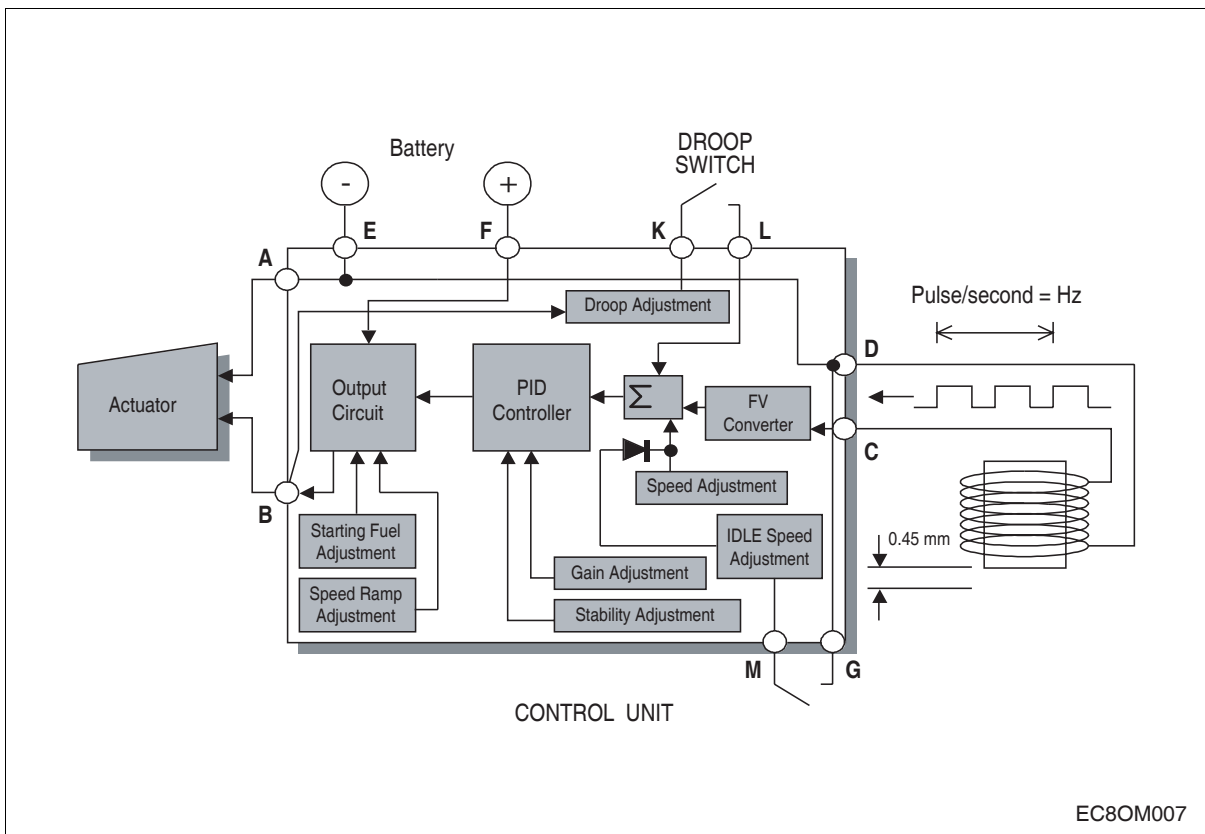 Battery
DROOP
SWITCH
-
+
E
F
K
L
A
Droop Adjustment
Pulse/second = Hz
D
Actuator
Output
Circuit
PID
Controller
Σ
FV
Converter
C
Speed Adjustment
B
Starting Fuel
Adjustment
IDLE Speed
Adjustment
0.45 mm
Gain Adjustment
Speed Ramp
Adjustment
Stability Adjustment
M
G
CONTROL UNIT
EC8OM007